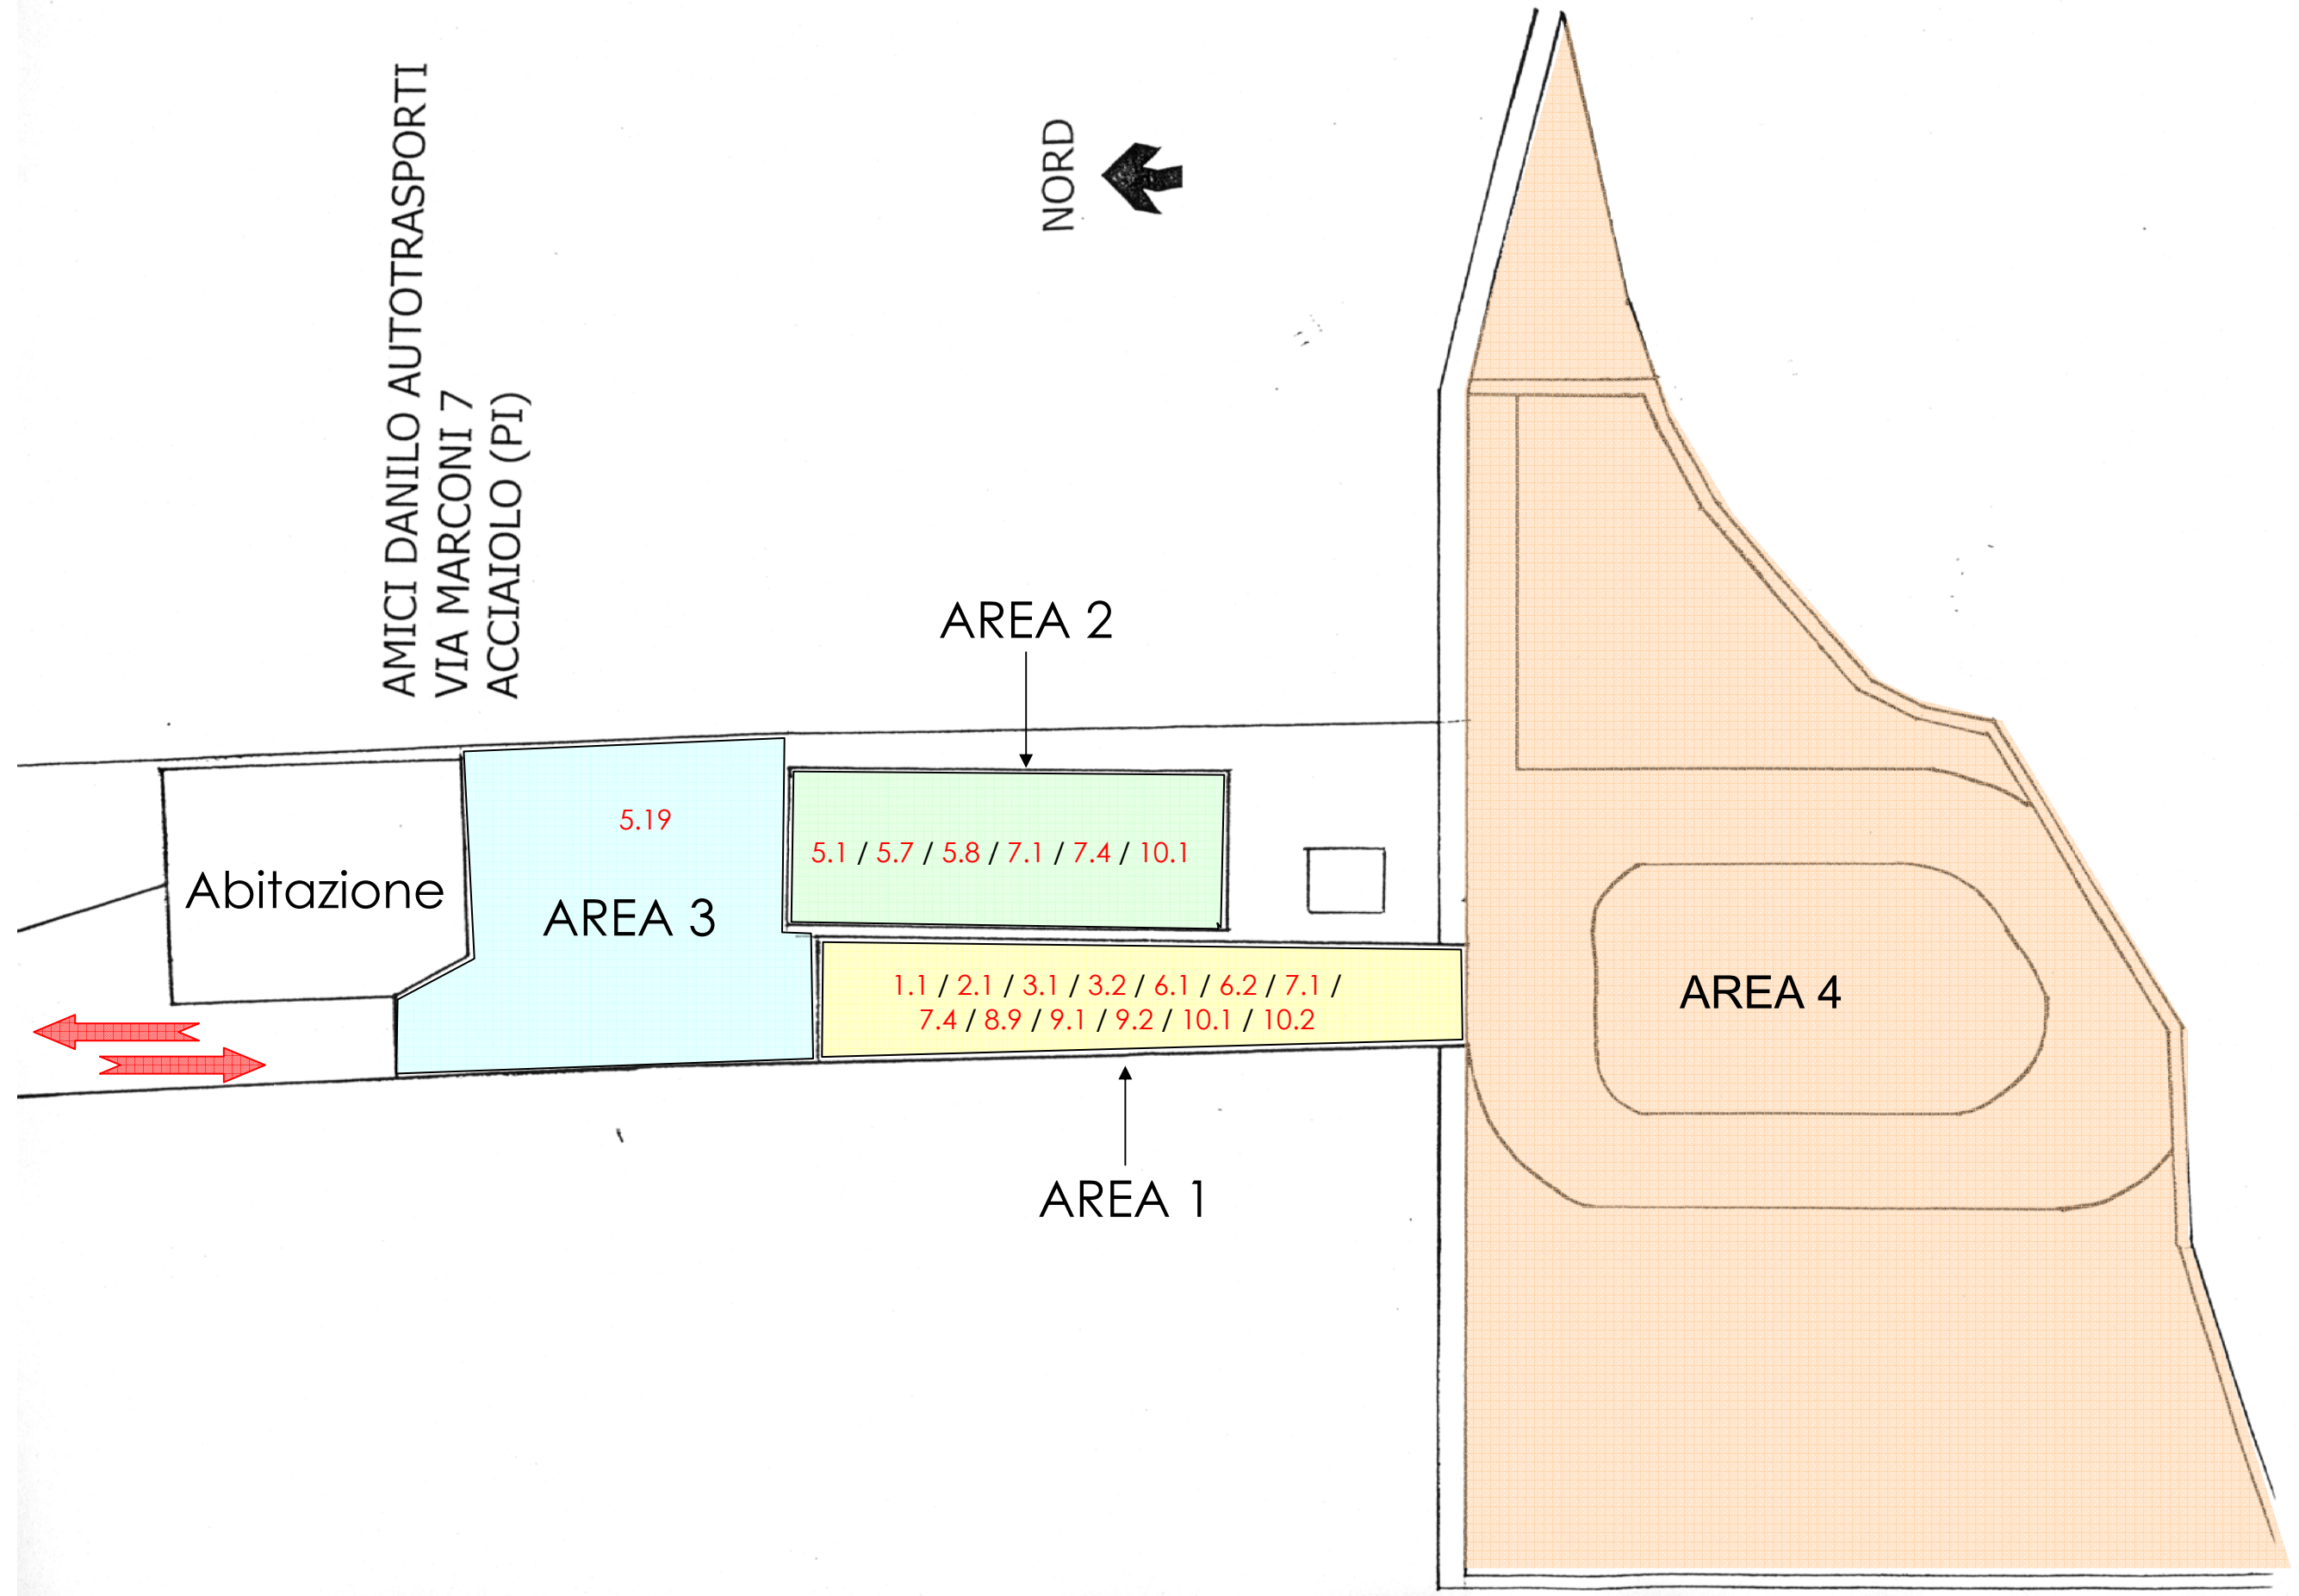 AMICI DANILO AUTOTRASPORTI
VIA MARCONI 7
ACCIAIOLO (PI)
NORD
AREA 2
5.19
AREA 3
5.1 / 5.7 / 5.8 / 7.1 / 7.4 / 10.1
Abitazione
1.1 / 2.1 / 3.1 / 3.2 / 6.1 / 6.2 / 7.1 /
7.4 / 8.9 / 9.1 / 9.2 / 10.1 / 10.2
AREA 4
AREA 1